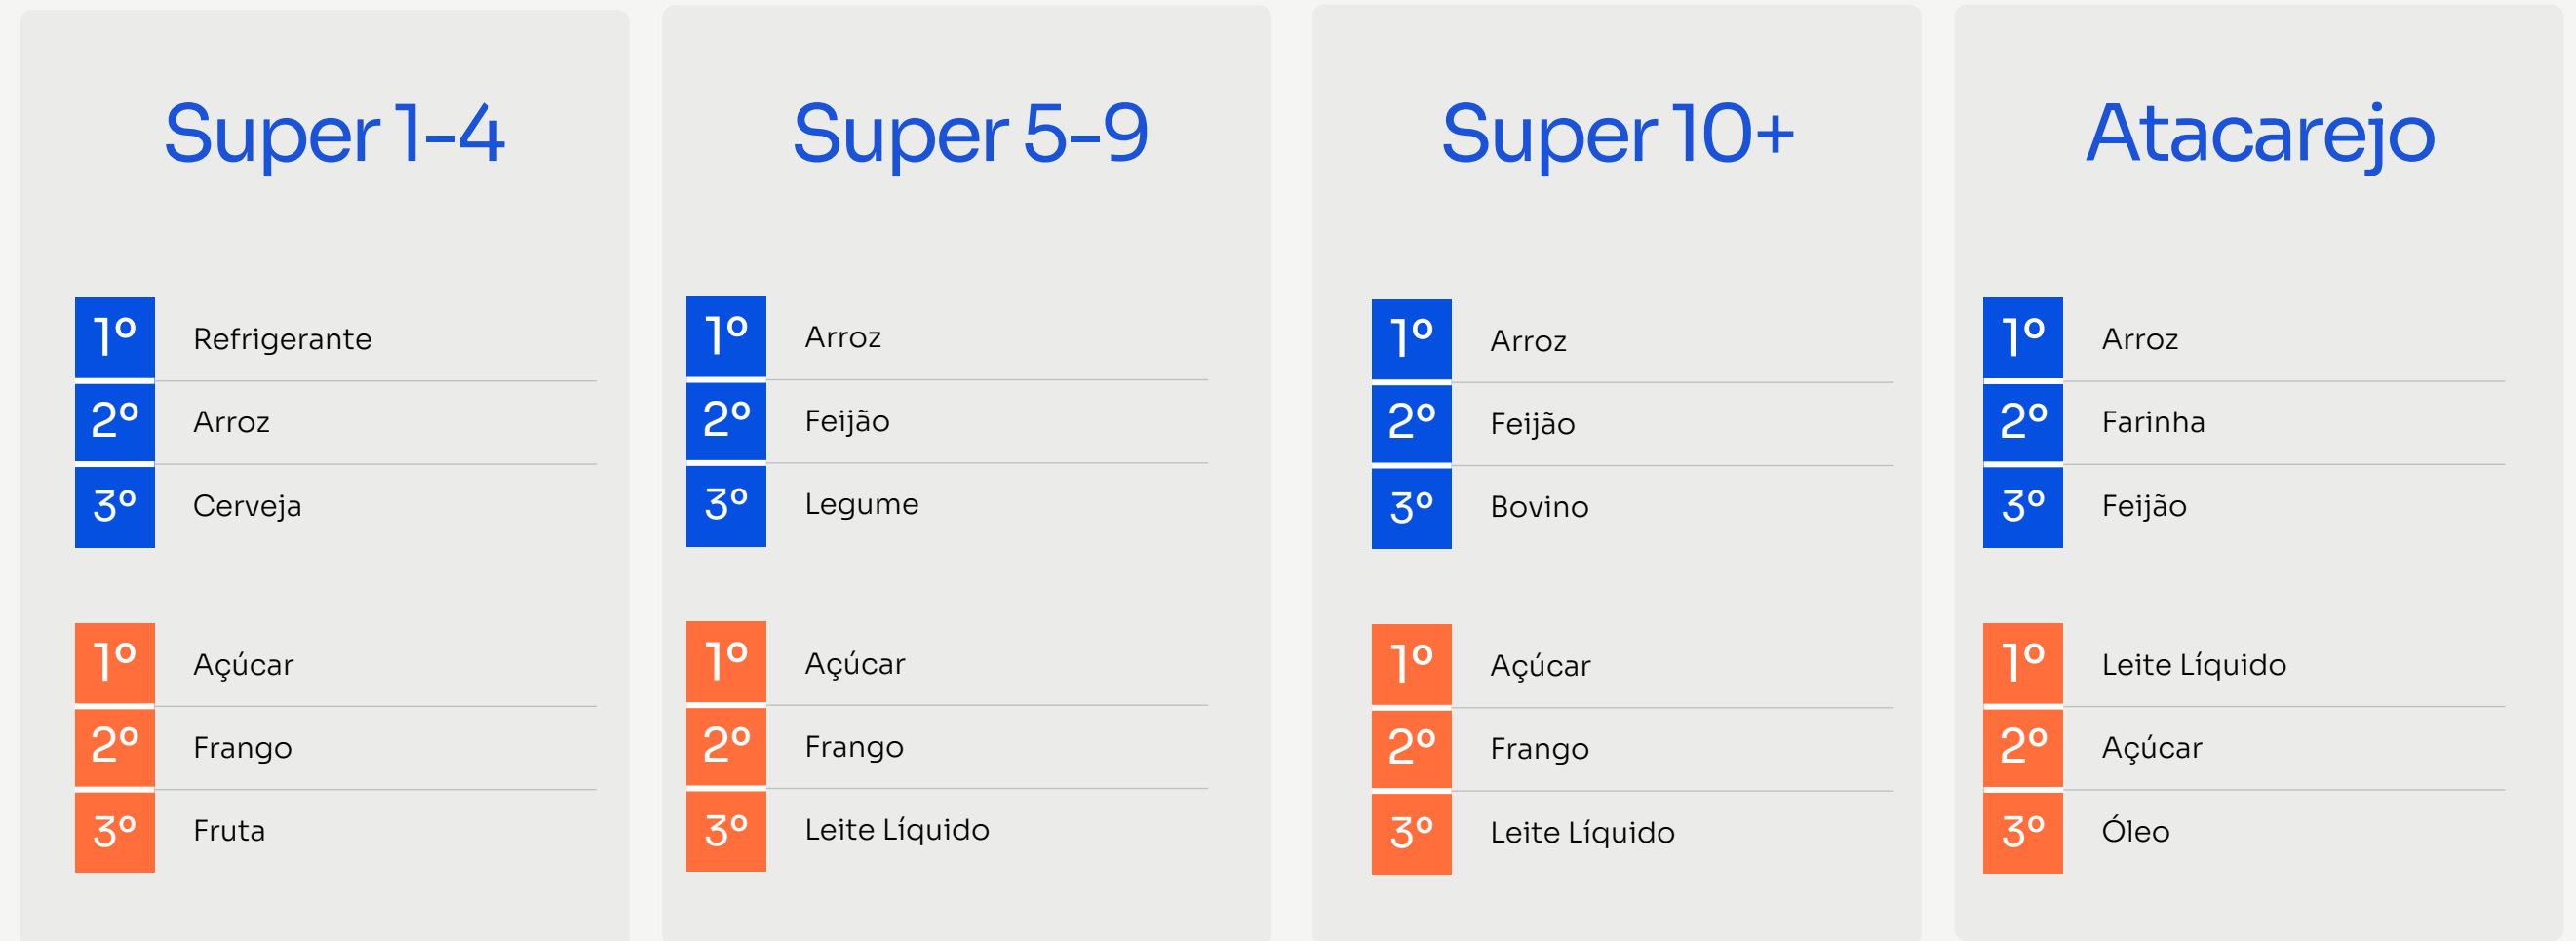 Super 1-4
1º Refrigerante
2º Arroz
3º Cerveja
1º Açúcar
2º Frango
3º Fruta
Super 5-9
1º Arroz
2º Feijão
3º Legume
1º Açúcar
2º Frango
3º Leite Líquido
Super 10+
1º Arroz
2º Feijão
3º Bovino
1º Açúcar
2º Frango
3º Leite Líquido
Atacarejo
1º Arroz
2º Farinha
3º Feijão
1º Leite Líquido
2º Açúcar
3º Óleo